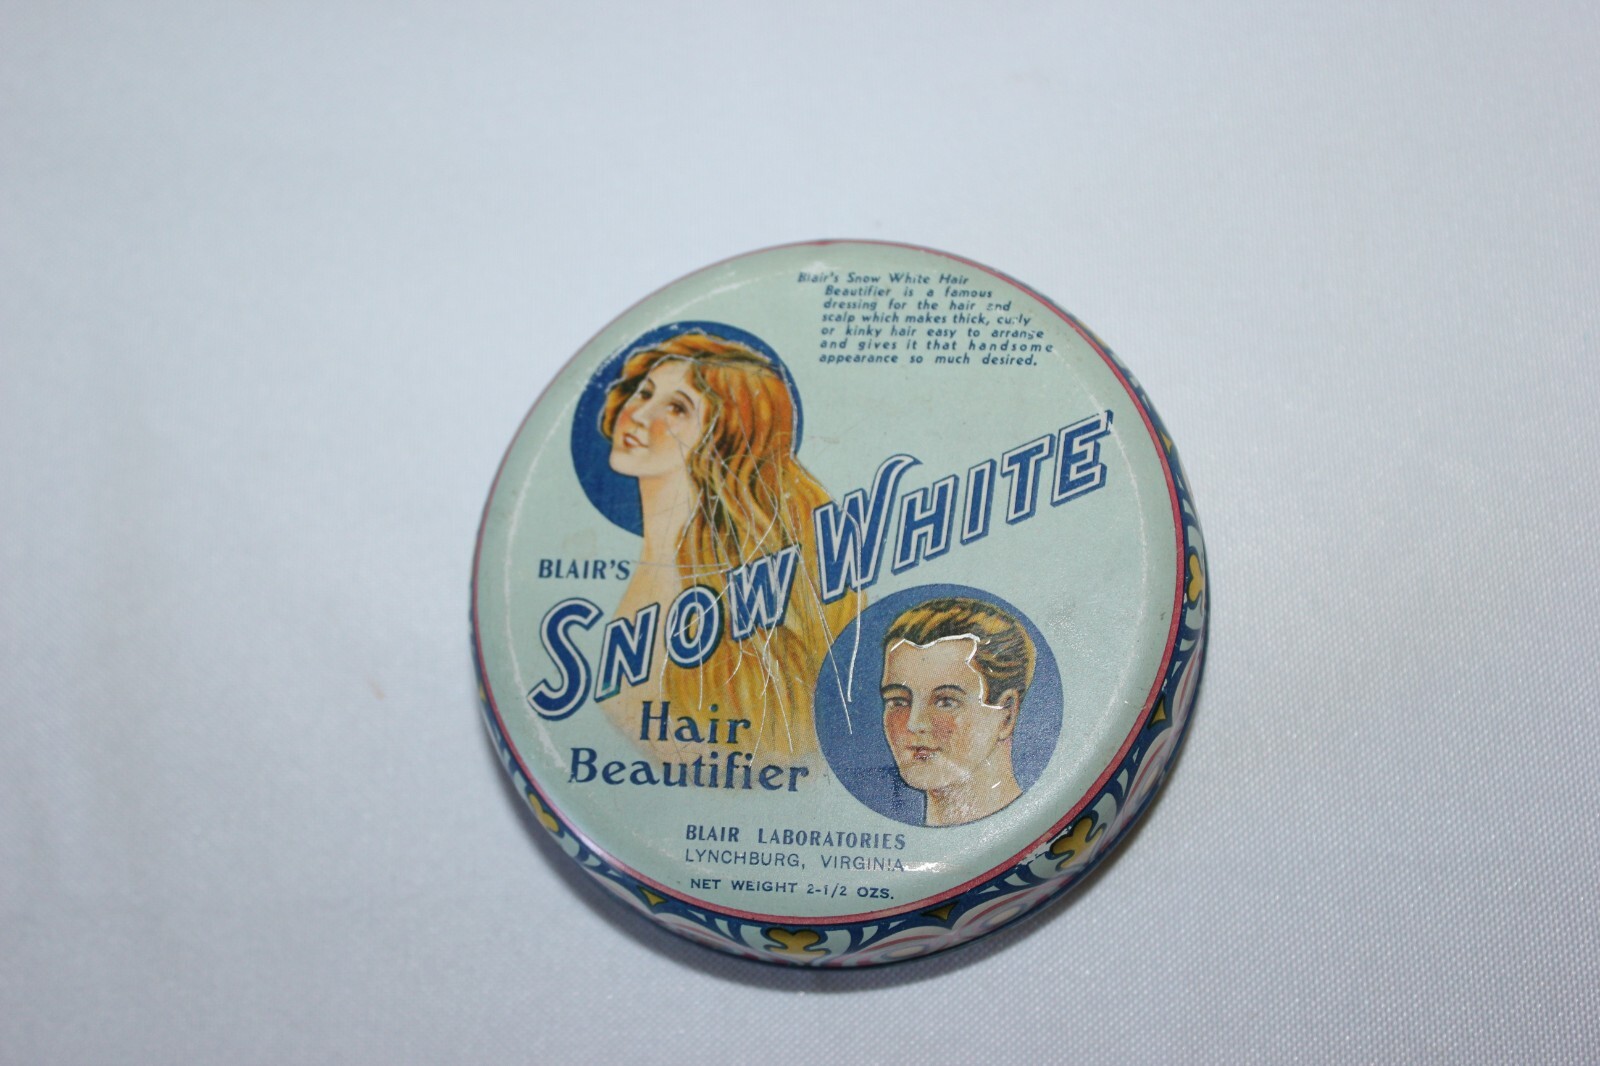 Blair's Snow White Hair
Beautifier is a famous
dressing for the hair and
scalp which makes thick, curly
or kinky hair easy to arrange
and gives it that handsome
appearance so much desired.
BLAIR'S
SNOW WHITE
Hair
Beautifier
BLAIR LABORATORIES
LYNCHBURG, VIRGINIA
NET WEIGHT 2-1/2 OZS.